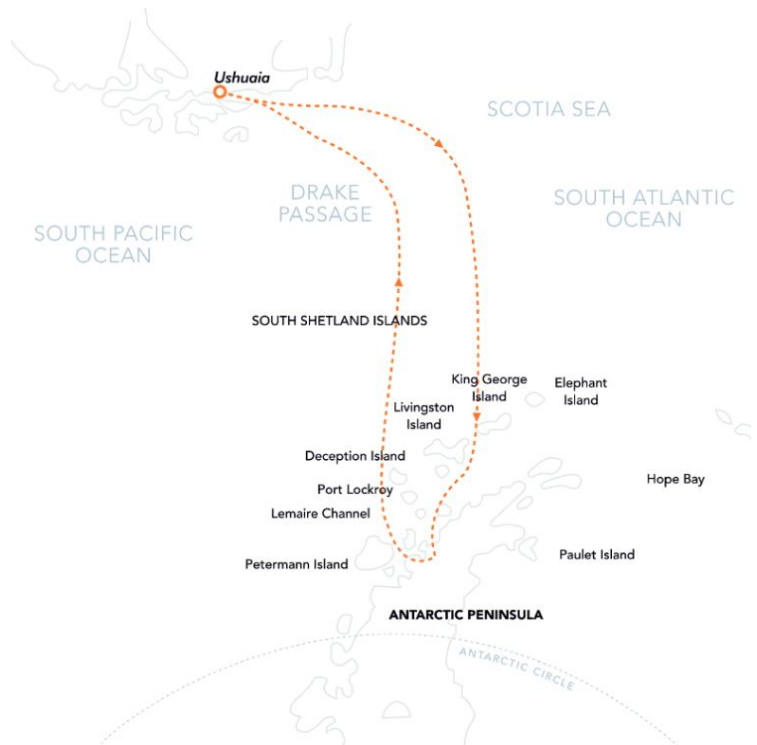 Ushuaia
SCOTIA SEA
DRAKE
PASSAGE
SOUTH ATLANTIC
OCEAN
SOUTH PACIFIC
OCEAN
SOUTH SHETLAND ISLANDS
King George
Island
Elephant
Island
Livingston
Island
Deception Island
Hope Bay
Port Lockroy
Lemaire Channel
Paulet Island
Petermann Island
ANTARCTIC PENINSULA
ANTARCTIC CIRCLE